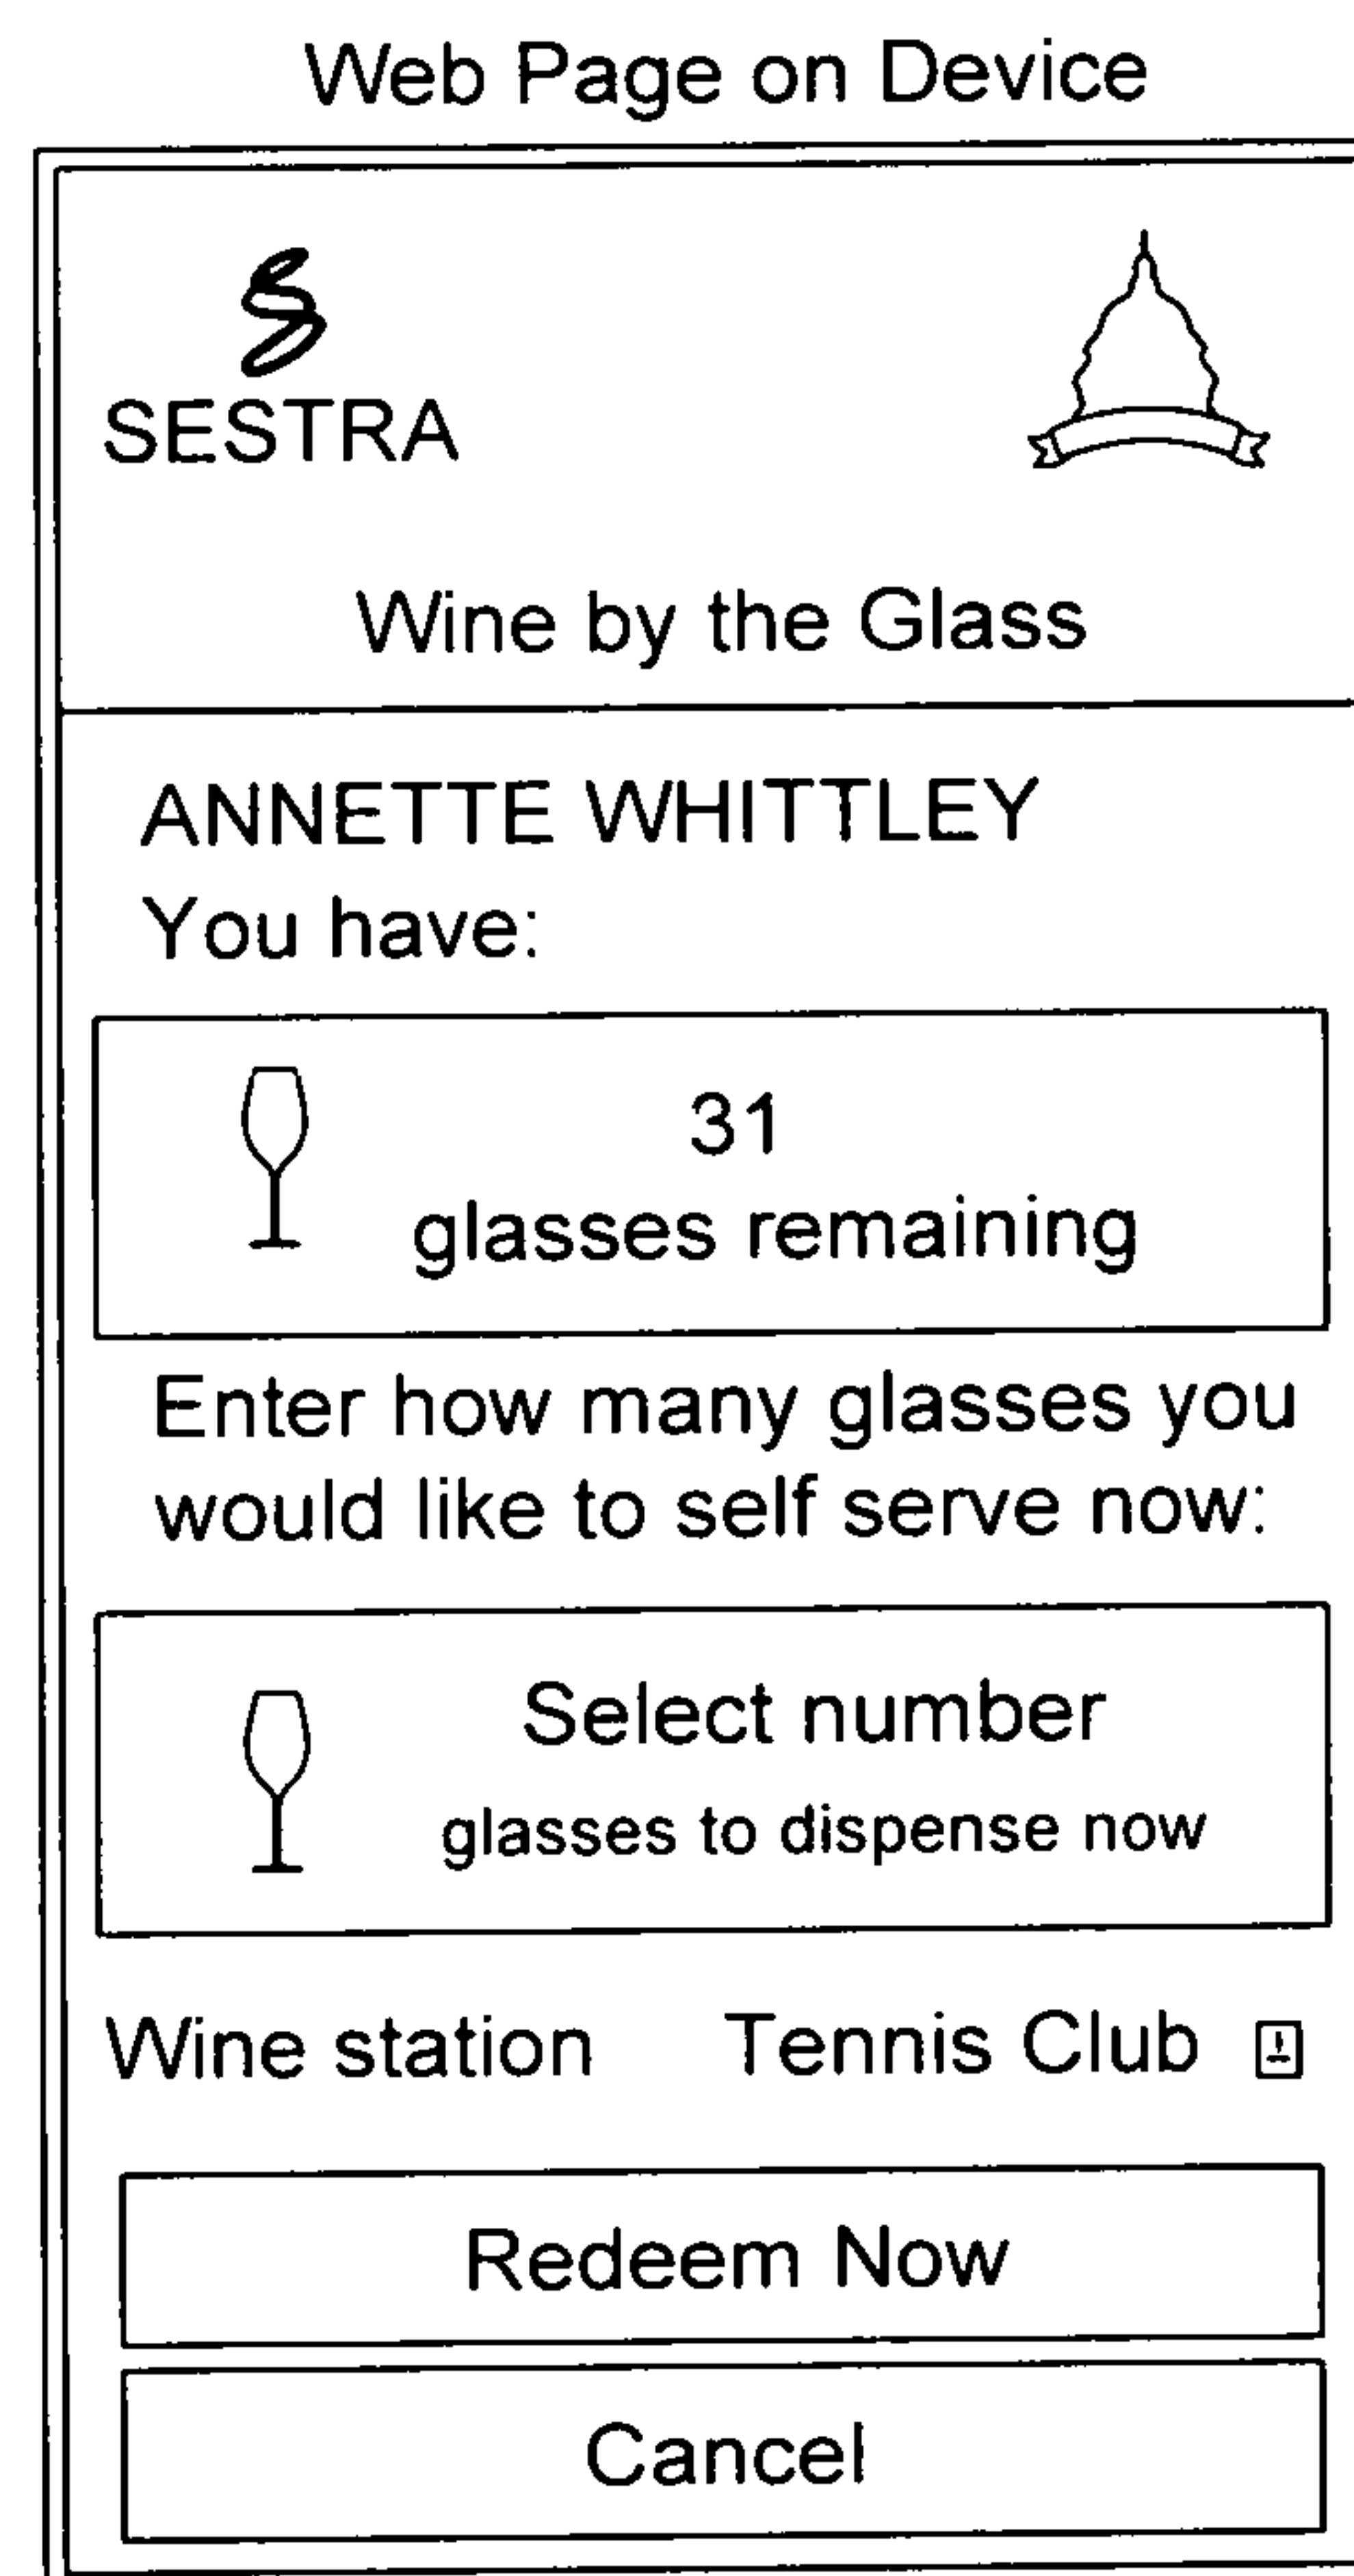 Web Page on Device
SESTRA
Wine by the Glass
ANNETTE WHITTLEY
You have:
31
glasses remaining
Enter how many glasses you
would like to self serve now:
Select number
glasses to dispense now
Wine station Tennis Club
Redeem Now
Cancel